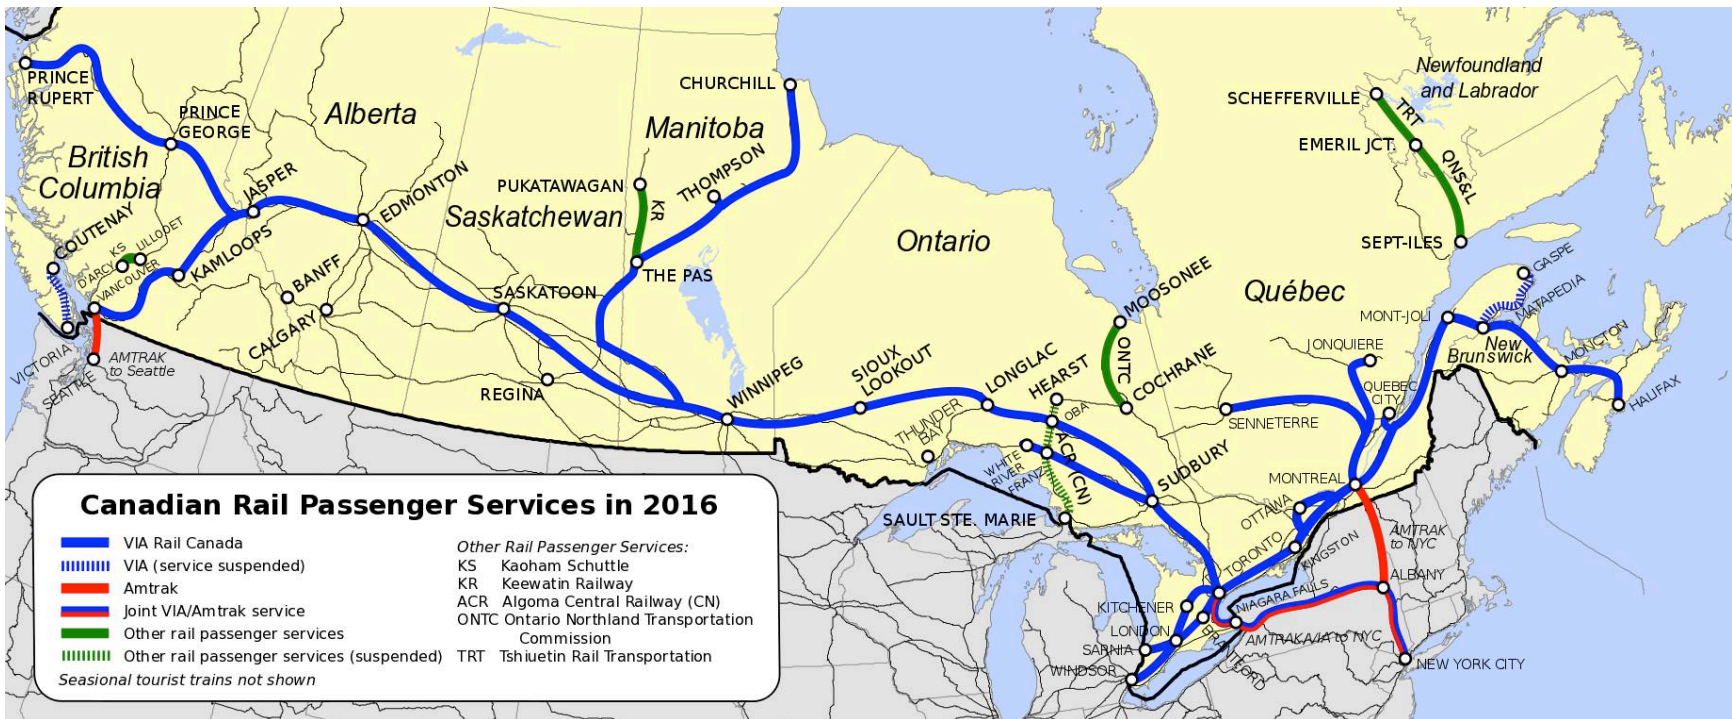 PRINCE
RUPERT
PRINCE
GEORGE
British
Columbia
Alberta
JASPER
EDMONTON
COUTENAY
KS
LILLODET
D'ARCY
VANCOUVER
KAMLOOPS
BANFF
CALGARY
VICTORIA
SEATTLE
AMTRAK
to Seattle
CHURCHILL
Manitoba
THOMPSON
PUKATAWAGAN
KR
Saskatchewan
THE PAS
SASKATOON
REGINA
WINNIPEG
Ontario
SIOUX
LOOKOUT
LONGLAC
HEARST
OBA
THUNDER
BAY
WHITE
RIVER
FRANZ
ACR (CN)
SAULT STE. MARIE
MOOSONEE
ONTC
COCHRANE
SUDBURY
Newfoundland
and Labrador
SCHEFFERVILLE
TRT
EMERIL JCT.
QNS&L
SEPT-ILES
Québec
GASPE
MATAPEDIA
MONT-JOLI
New
Brunswick
MONCTON
HALIFAX
JONQUIERE
QUEBEC
CITY
SENNETERRE
MONTREAL
OTTAWA
KINGSTON
TORONTO
AMTRAK
to NYC
ALBANY
NIAGARA FALLS
AMTRAKA/IA to NYC
NEW YORK CITY
KITCHENER
LONDON
BRANTFORD
SARNIA
WINDSOR
Canadian Rail Passenger Services in 2016
VIA Rail Canada
VIA (service suspended)
Amtrak
Joint VIA/Amtrak service
Other rail passenger services
Other rail passenger services (suspended)
Seasional tourist trains not shown
Other Rail Passenger Services:
KS Kaoham Schuttle
KR Keewatin Railway
ACR Algoma Central Railway (CN)
ONTC Ontario Northland Transportation
Commission
TRT Tshiuetin Rail Transportation